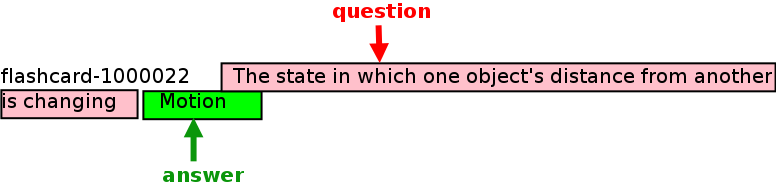 question
flashcard-1000022 The state in which one object's distance from another
is changing Motion
answer